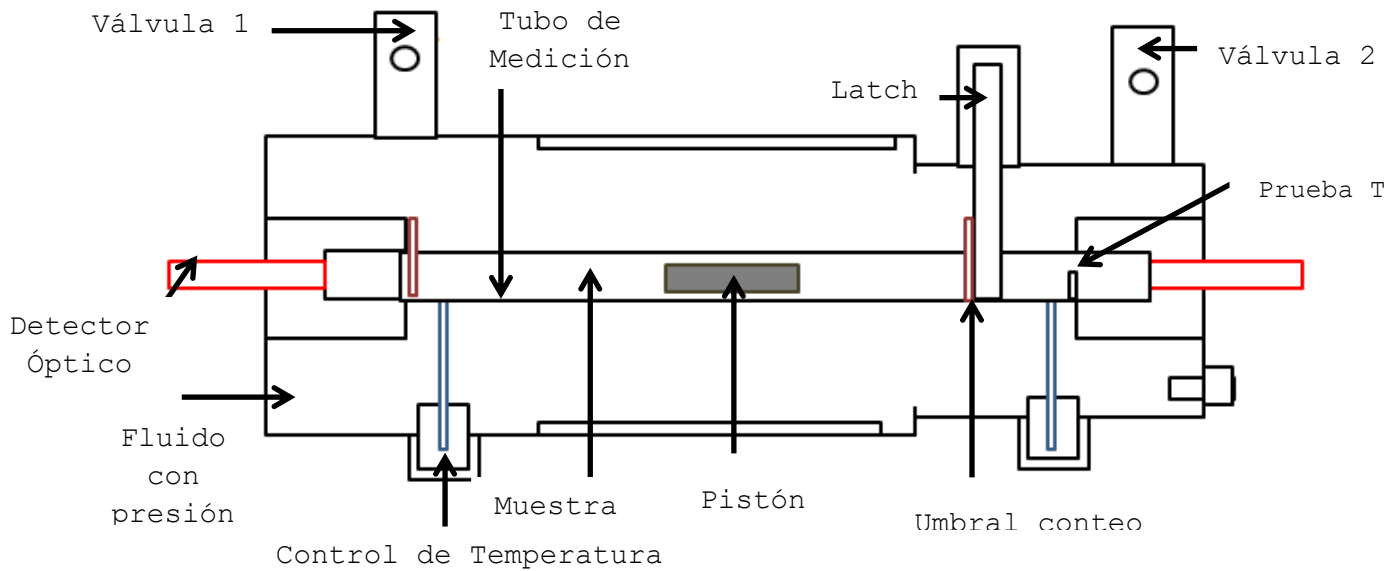 Válvula 1
Tubo de
Medición
Latch
Válvula 2
Prueba T
Detector
Óptico
Fluido
con
presión
Muestra
Pistón
Umbral conteo
Control de Temperatura